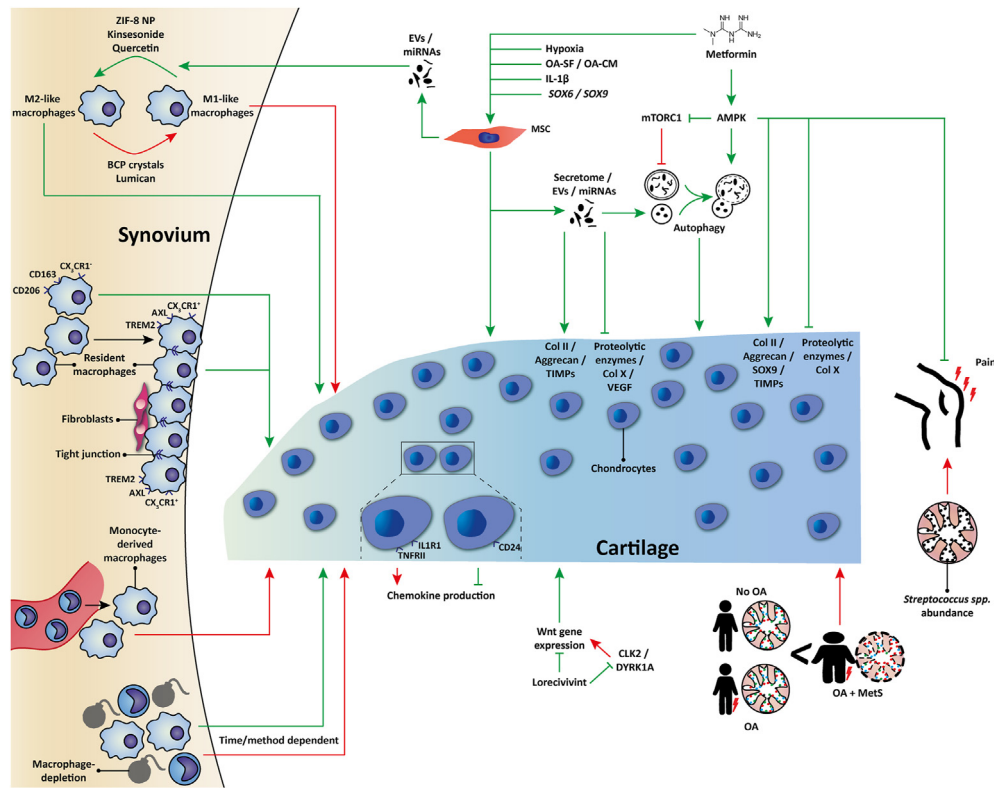 ZIF-8 NP
Kinsesonide
Quercetin
M2-like
macrophages
M1-like
macrophages
BCP crystals
Lumican
EVs /
miRNAs
Hypoxia
OA-SF / OA-CM
IL-1β
SOX6 / SOX9
MSC
NH NH
N N NH₂
H
Metformin
mTORC1
AMPK
Secretome /
EVs / miRNAs
Autophagy
Synovium
CX₃CR1⁻
CD163
CD206
CX₃CR1⁺
AXL
TREM2
Resident
macrophages
Fibroblasts
Tight junction
TREM2
AXL
CX₃CR1⁺
Col II /
Aggrecan /
TIMPs
Proteolytic
enzymes /
Col X /
VEGF
Col II /
Aggrecan /
SOX9 /
TIMPs
Proteolytic
enzymes /
Col X
Pain
Chondrocytes
IL1R1
TNFRII
CD24
Cartilage
Monocyte-
derived
macrophages
Chemokine production
Wnt gene
expression
CLK2 /
DYRK1A
Lorecivivint
No OA
OA
<
OA + MetS
Streptococcus spp.
abundance
Time/method dependent
Macrophage-
depletion